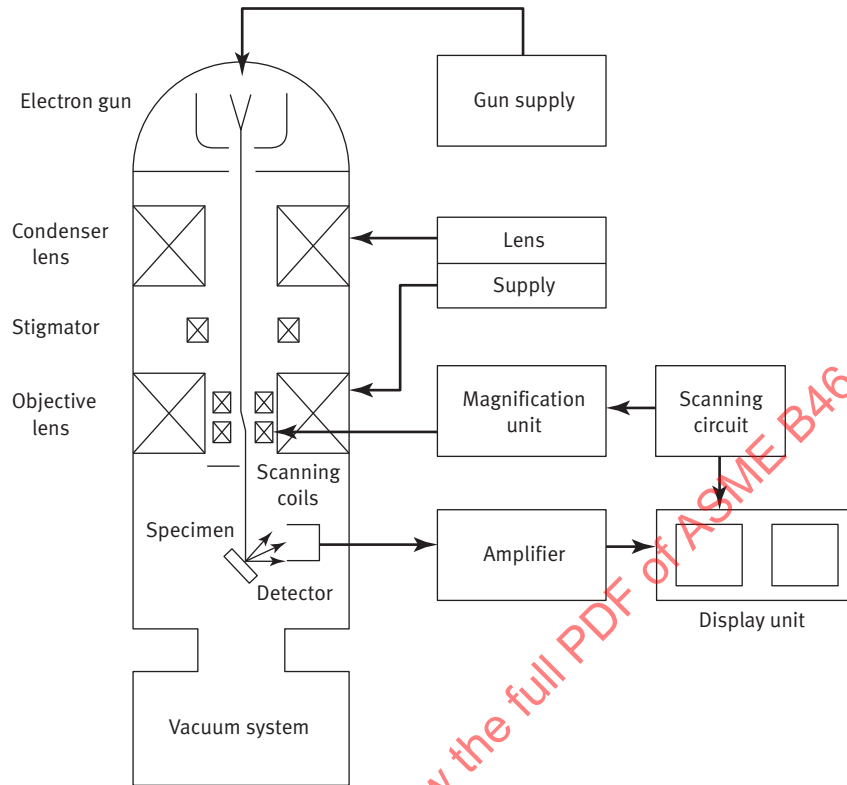 Electron gun
Gun supply
Condenser
lens
Lens
Supply
Stigmator
Objective
lens
Magnification
unit
Scanning
circuit
Scanning
coils
Specimen
Detector
Amplifier
Display unit
Vacuum system
w the full PDF of ASME B46